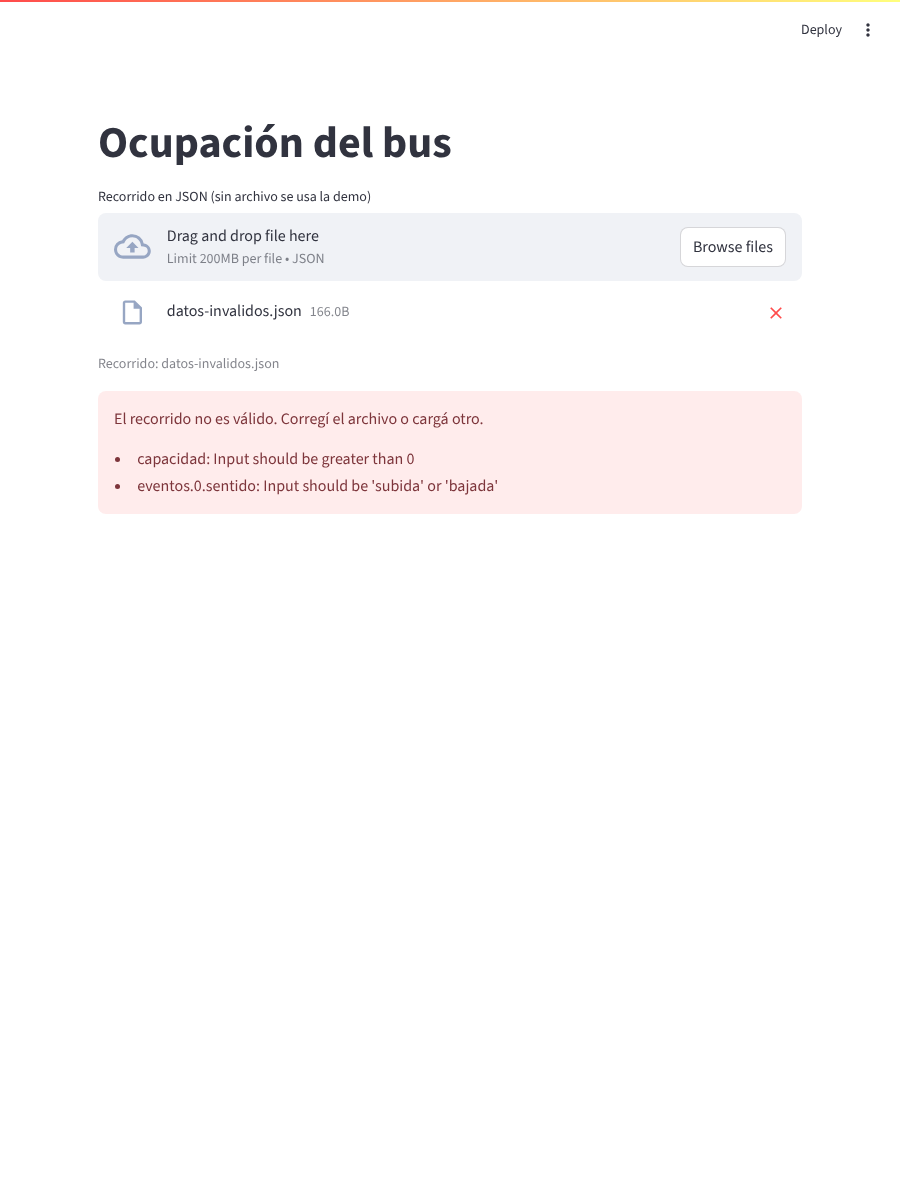 Deploy
Ocupación del bus
Recorrido en JSON (sin archivo se usa la demo)
Drag and drop file here
Limit 200MB per file • JSON
Browse files
datos-invalidos.json 166.0B
Recorrido: datos-invalidos.json
El recorrido no es válido. Corregí el archivo o cargá otro.
• capacidad: Input should be greater than 0
• eventos.0.sentido: Input should be 'subida' or 'bajada'